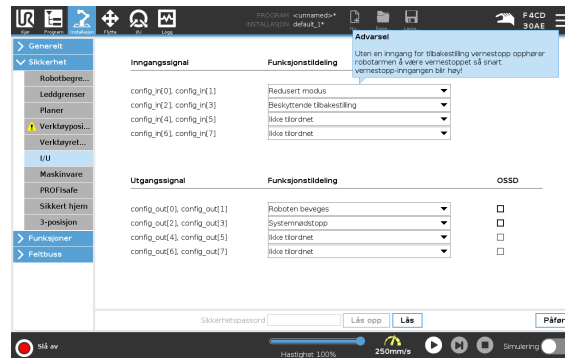 PROGRAM <unnamed>*
INSTALLASJON default_1*
F4CD
30AE
Kjør
Program
Installasjon
Flytte
I/U
Logg
Advarsel
Uten en inngang for tilbakestilling vernestopp opphører
robotarmen å være vernestoppet så snart
vernestopp-inngangen blir høy!
Generelt
Sikkerhet
Robotbegre...
Leddgrenser
Planer
Verktøyposi...
Verktøyret...
I/U
Maskinvare
PROFIsafe
Sikkert hjem
3-posisjon
Funksjoner
Feltbuss
Inngangssignal
Funksjonstildeling
config_in[0], config_in[1]
Redusert modus
config_in[2], config_in[3]
Beskyttende tilbakestilling
config_in[4], config_in[5]
Ikke tilordnet
config_in[6], config_in[7]
Ikke tilordnet
Utgangssignal
Funksjonstildeling
OSSD
config_out[0], config_out[1]
Roboten beveges
config_out[2], config_out[3]
Systemnødstopp
config_out[4], config_out[5]
Ikke tilordnet
config_out[6], config_out[7]
Ikke tilordnet
Sikkerhetspassord
Lås opp
Lås
Påfør
Slå av
Hastighet 100%
250mm/s
Simulering